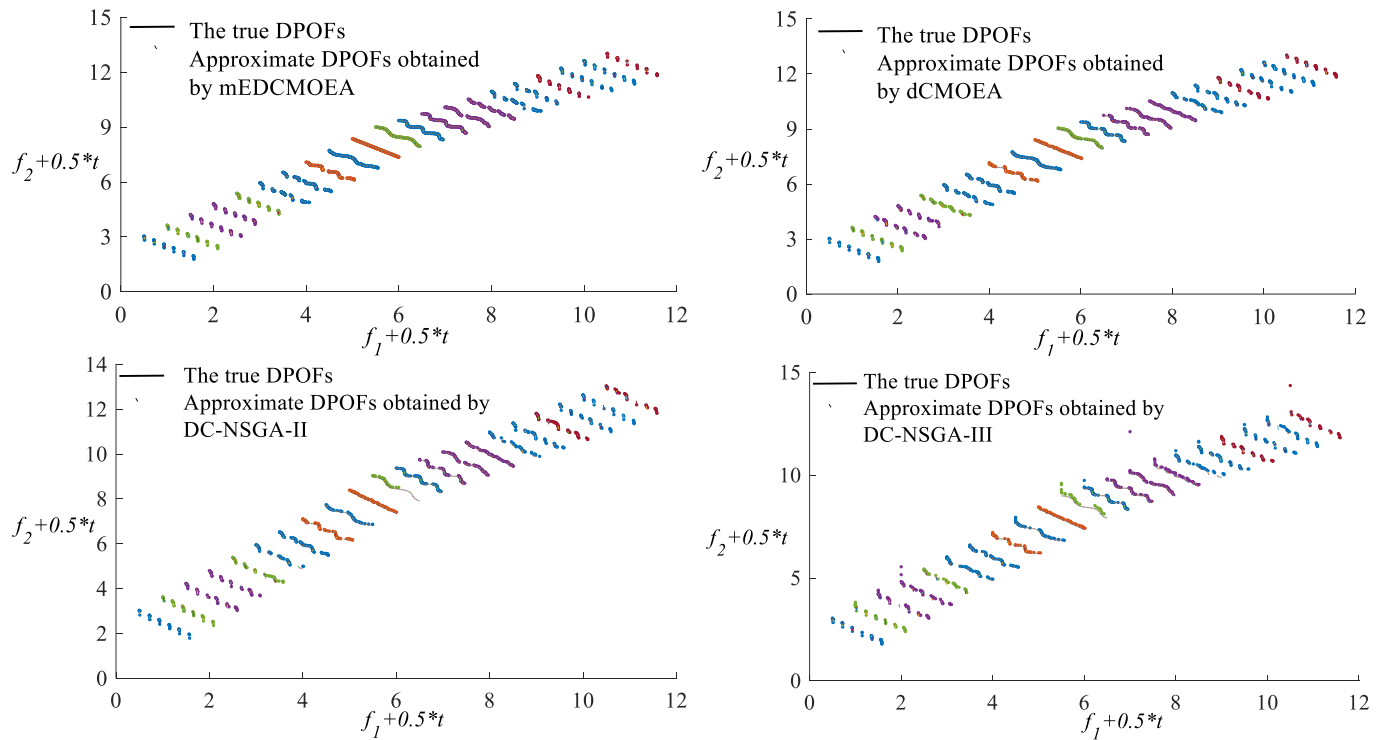 15
12
9
6
3
0
f2+0.5*t
The true DPOFs
Approximate DPOFs obtained
by mEDCMOEA
0 2 4 6 8 10 12
f1+0.5*t
15
12
9
6
3
0
f2+0.5*t
The true DPOFs
Approximate DPOFs obtained
by dCMOEA
0 2 4 6 8 10 12
f1+0.5*t
14
12
10
8
6
4
2
0
f2+0.5*t
The true DPOFs
Approximate DPOFs obtained by
DC-NSGA-II
0 2 4 6 8 10 12
f1+0.5*t
15
10
5
0
f2+0.5*t
The true DPOFs
Approximate DPOFs obtained by
DC-NSGA-III
0 2 4 6 8 10 12
f1+0.5*t